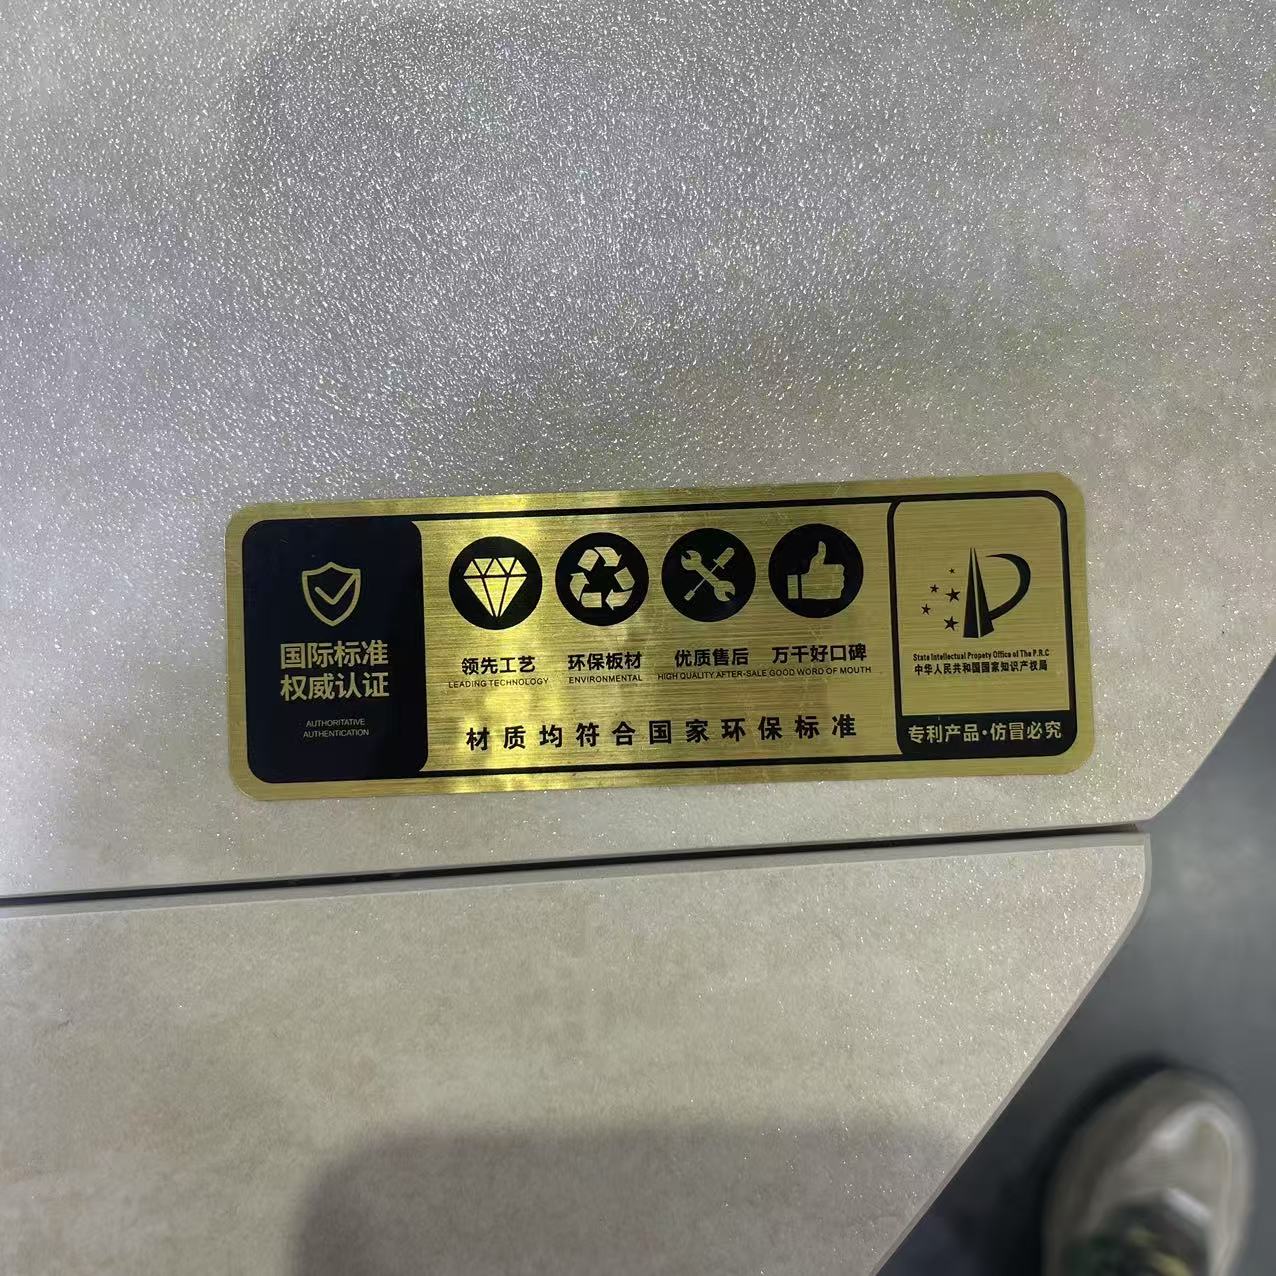 国际标准
权威认证
AUTHORITATIVE
AUTHENTICATION
领先工艺
LEADING TECHNOLOGY
环保板材
ENVIRONMENTAL
优质售后
HIGH QUALITY AFTER-SALE
万千好口碑
GOOD WORD OF MOUTH
材质均符合国家环保标准
State Intellectual Propety Office of The P.R.C
中华人民共和国国家知识产权局
专利产品·仿冒必究